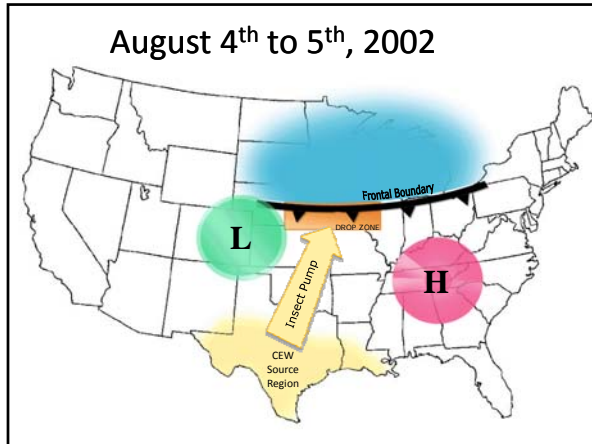 August 4th to 5th, 2002
Frontal Boundary
L
DROP ZONE
Insect Pump
H
CEW
Source
Region